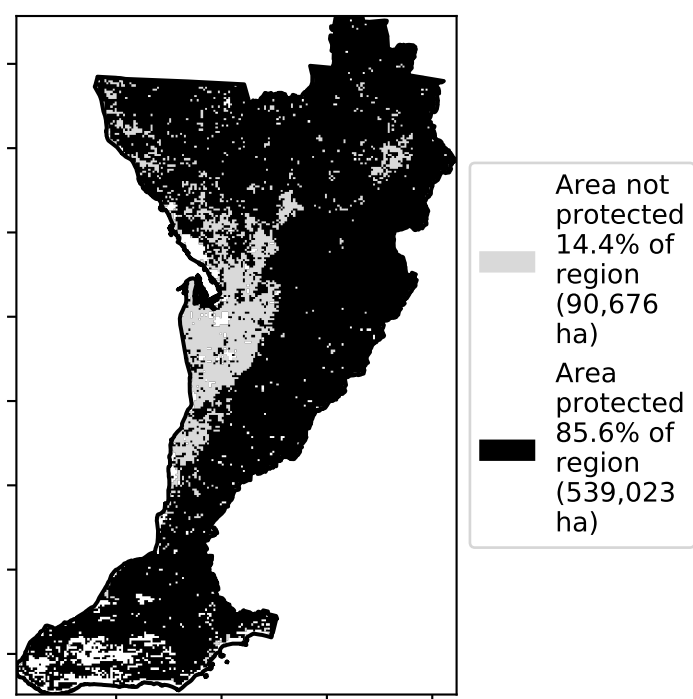 Area not
protected
14.4% of
region
(90,676
ha)
Area
protected
85.6% of
region
(539,023
ha)